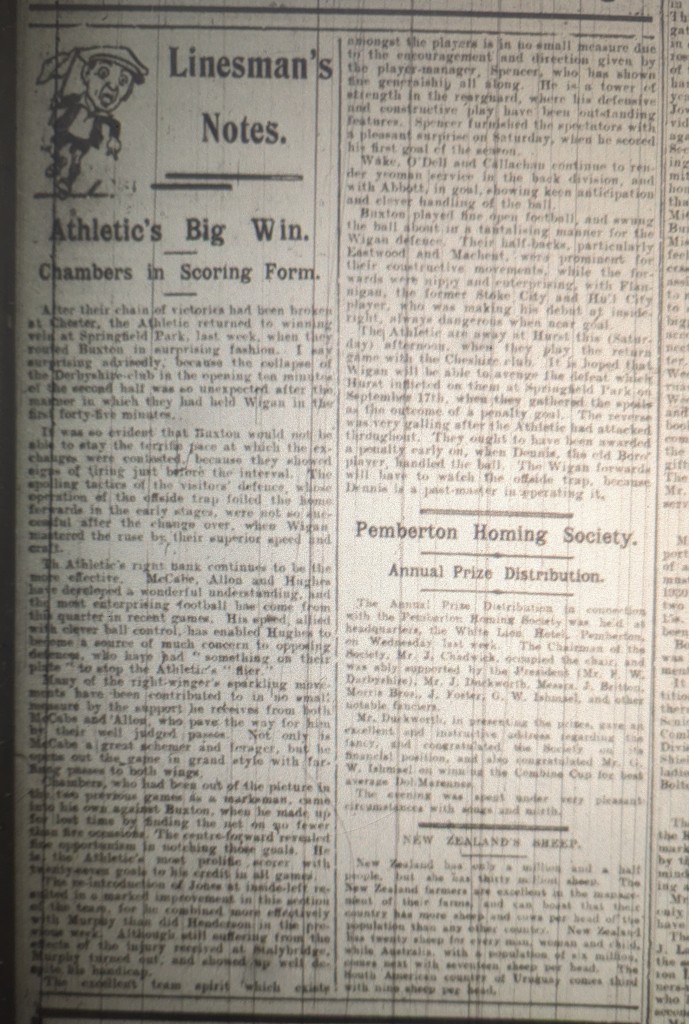 Linesman's
Notes.
Athletic's Big Win.
Chambers in Scoring Form.
After their chain of victories had been broken
at Chester, the Athletic returned to winning
vein at Springfield Park, last week, when they
routed Buxton in surprising fashion. I say
surprising advisedly, because the collapse of
the Derbyshire club in the opening ten minutes
of the second half was so unexpected after the
manner in which they had held Wigan in the
first forty-five minutes.
It was so evident that Buxton would not be
able to stay the terrific pace at which the ex-
changes were contested, because they showed
signs of tiring just before the interval. The
spoiling tactics of the visitors' defence, whose
operation of the offside trap foiled the home
forwards in the early stages, were not so suc-
cessful after the change over, when Wigan
mastered the ruse by their superior speed and
craft.
Th Athletic's right bank continues to be the
more effective. McCabe, Allon and Hughes
have developed a wonderful understanding, and
the most enterprising football has come from
this quarter in recent games. His speed, allied
with clever ball control, has enabled Hughes to
become a source of much concern to opposing
defences, who have had "something on their
plate" to stop the Athletic's "flier."
Many of the right-winger's sparkling move-
ments have been contributed to in no small
measure by the support he receives from both
McCabe and Allon, who pave the way for him
by their well judged passes. Not only is
McCabe a great schemer and forager, but he
opens out the game in grand style with far-
flung passes to both wings.
Chambers, who had been out of the picture in
the two previous games as a marksman, came
into his own against Buxton, when he made up
for lost time by finding the net on no fewer
than five occasions. The centre-forward revealed
fine opportunism in notching those goals. He
is the Athletic's most prolific scorer with
twenty-seven goals to his credit in all games.
The re-introduction of Jones at inside-left re-
sulted in a marked improvement in this section
of the team, for he combined more effectively
with Murphy than did Henderson in the pre-
vious week. Although still suffering from the
effects of the injury received at Stalybridge,
Murphy turned out, and showed up well de-
spite his handicap.
The excellent team spirit which exists
amongst the players is in no small measure due
to the encouragement and direction given by
the player-manager, Spencer, who has shown
fine generalship all along. He is a tower of
strength in the rearguard, where his defensive
and constructive play have been outstanding
features. Spencer furnished the spectators with
a pleasant surprise on Saturday, when he scored
his first goal of the season.
Wake, O'Dell and Callachan continue to ren-
der yeoman service in the back division, and
with Abbott, in goal, showing keen anticipation
and clever handling of the ball.
Buxton played fine open football, and swung
the ball about in a tantalising manner for the
Wigan defence. Their half-backs, particularly
Eastwood and Machent, were prominent for
their constructive movements, while the for-
wards were nippy and enterprising, with Flan-
nigan, the former Stoke City and Hull City
player, who was making his debut at inside-
right, always dangerous when near goal.
The Athletic are away at Hurst this (Satur-
day) afternoon, when they play the return
game with the Cheshire club. It is hoped that
Wigan will be able to avenge the defeat which
Hurst inflicted on them at Springfield Park on
September 17th, when they gathered the spoils
as the outcome of a penalty goal. The reverse
was very galling after the Athletic had attacked
throughout. They ought to have been awarded
a penalty early on, when Dennis, the old Boro'
player, handled the ball. The Wigan forwards
will have to watch the offside trap, because
Dennis is a past-master in operating it.
Pemberton Homing Society.
Annual Prize Distribution.
The Annual Prize Distribution in connection
with the Pemberton Homing Society was held at
headquarters, the White Lion Hotel, Pemberton,
on Wednesday last week. The Chairman of the
Society, Mr. J. Chadwick, occupied the chair, and
was ably supported by the President (Mr. F. W.
Darbyshire), Mr. J. Duckworth, Messrs. J. Britton,
Morris Bros., J. Foster, G. W. Ishmael, and other
notable fanciers.
Mr. Duckworth, in presenting the prizes, gave an
excellent and instructive address regarding the
fancy, and congratulated the Society on its
financial position, and also congratulated Mr. G.
W. Ishmael on winning the Combine Cup for best
average Dol-Marennes.
The evening was spent under very pleasant
circumstances with songs and mirth.
NEW ZEALAND'S SHEEP.
New Zealand has only a million and a half
people, but she has thirty million sheep. The
New Zealand farmers are excellent in the manage-
ment of their farms, and can boast that their
country has more sheep and cows per head of the
population than any other country. New Zealand
has twenty sheep for every man, woman and child,
while Australia, with a population of six million,
comes next with seventeen sheep per head. The
South American country of Uruguay comes third
with nine sheep per head.